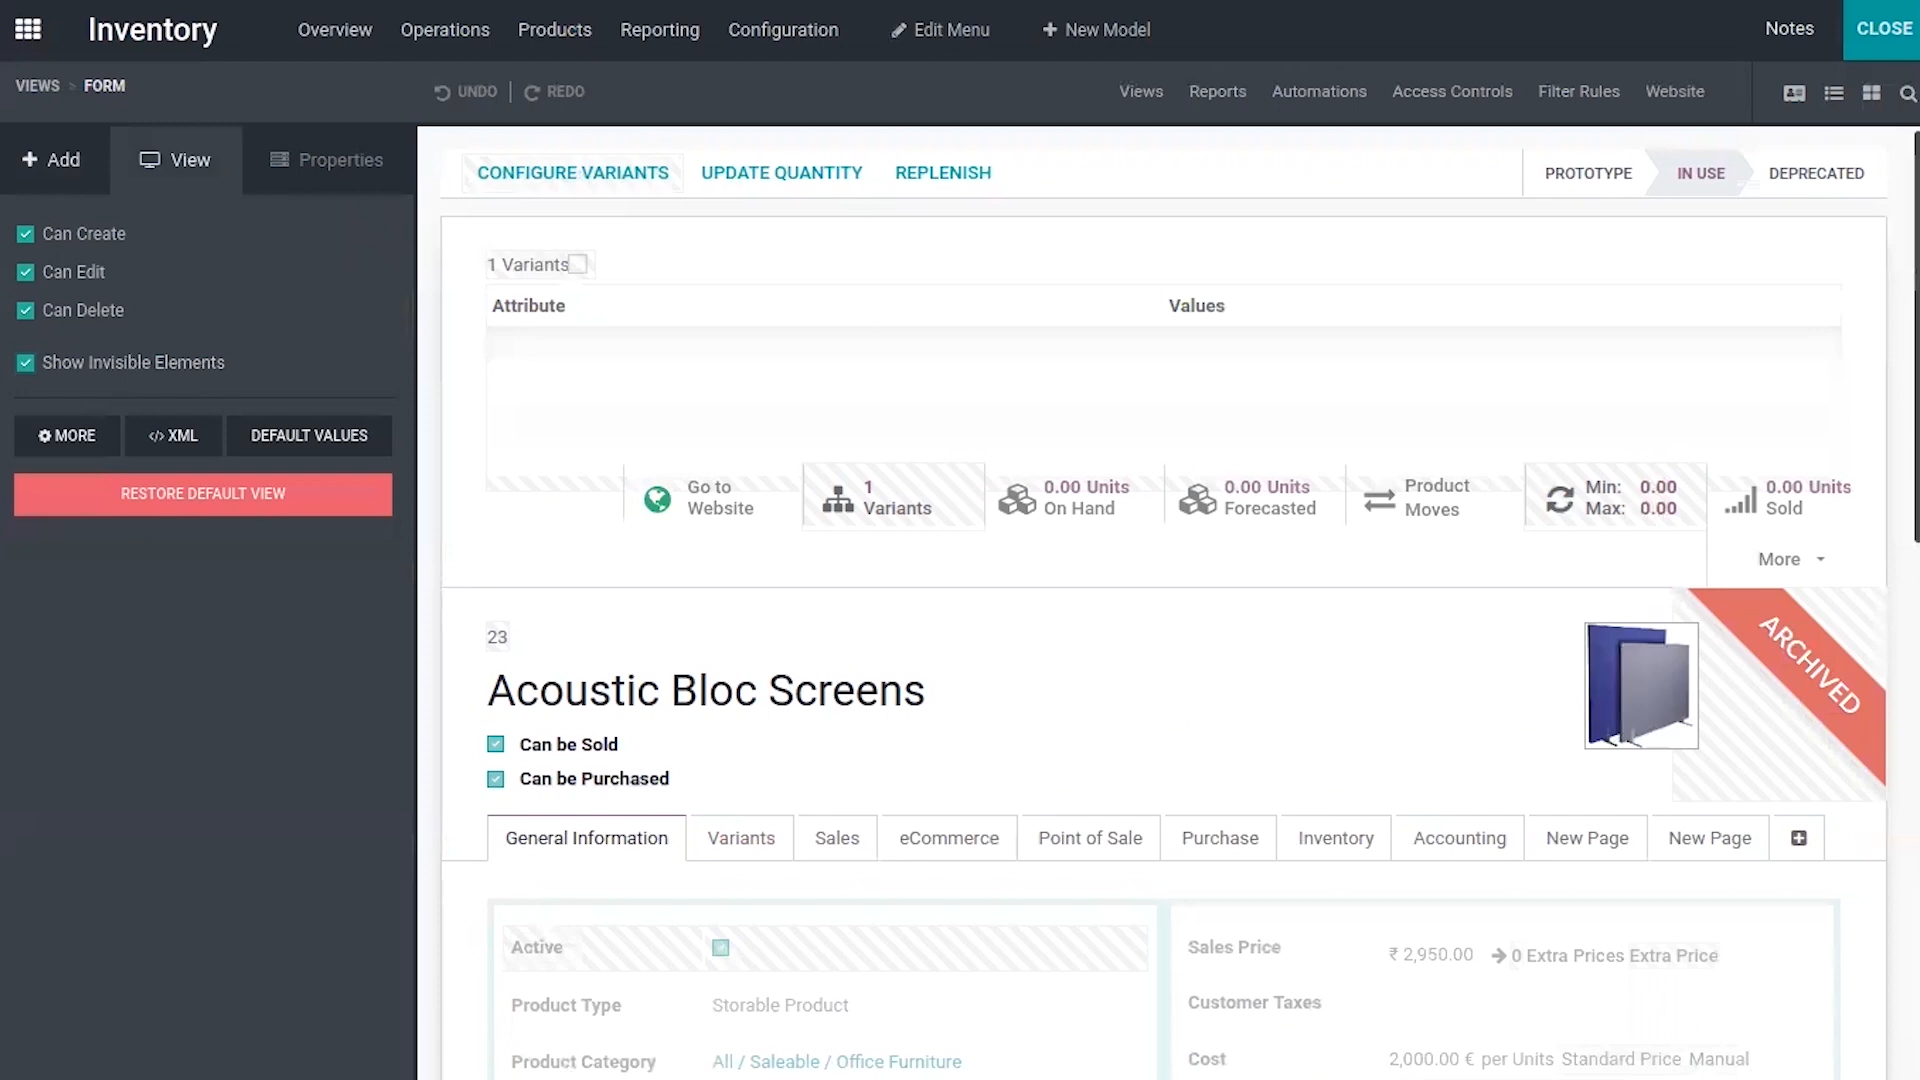 Inventory Overview Operations Products Reporting Configuration Edit Menu New Model Notes CLOSE
VIEWS FORM UNDO REDO Views Reports Automations Access Controls Filter Rules Website
Add View Properties
Can Create
Can Edit
Can Delete
Show Invisible Elements
MORE </> XML DEFAULT VALUES
RESTORE DEFAULT VIEW
CONFIGURE VARIANTS UPDATE QUANTITY REPLENISH PROTOTYPE IN USE DEPRECATED
1 Variants
Attribute Values
Go to
Website
1
Variants
0.00 Units
On Hand
0.00 Units
Forecasted
Product
Moves
Min: 0.00
Max: 0.00
0.00 Units
Sold
More
23
ARCHIVED
Acoustic Bloc Screens
Can be Sold
Can be Purchased
General Information Variants Sales eCommerce Point of Sale Purchase Inventory Accounting New Page New Page
Active
Product Type Storable Product
Product Category All / Saleable / Office Furniture
Sales Price ₹ 2,950.00 0 Extra Prices Extra Price
Customer Taxes
Cost 2,000.00 € per Units Standard Price Manual